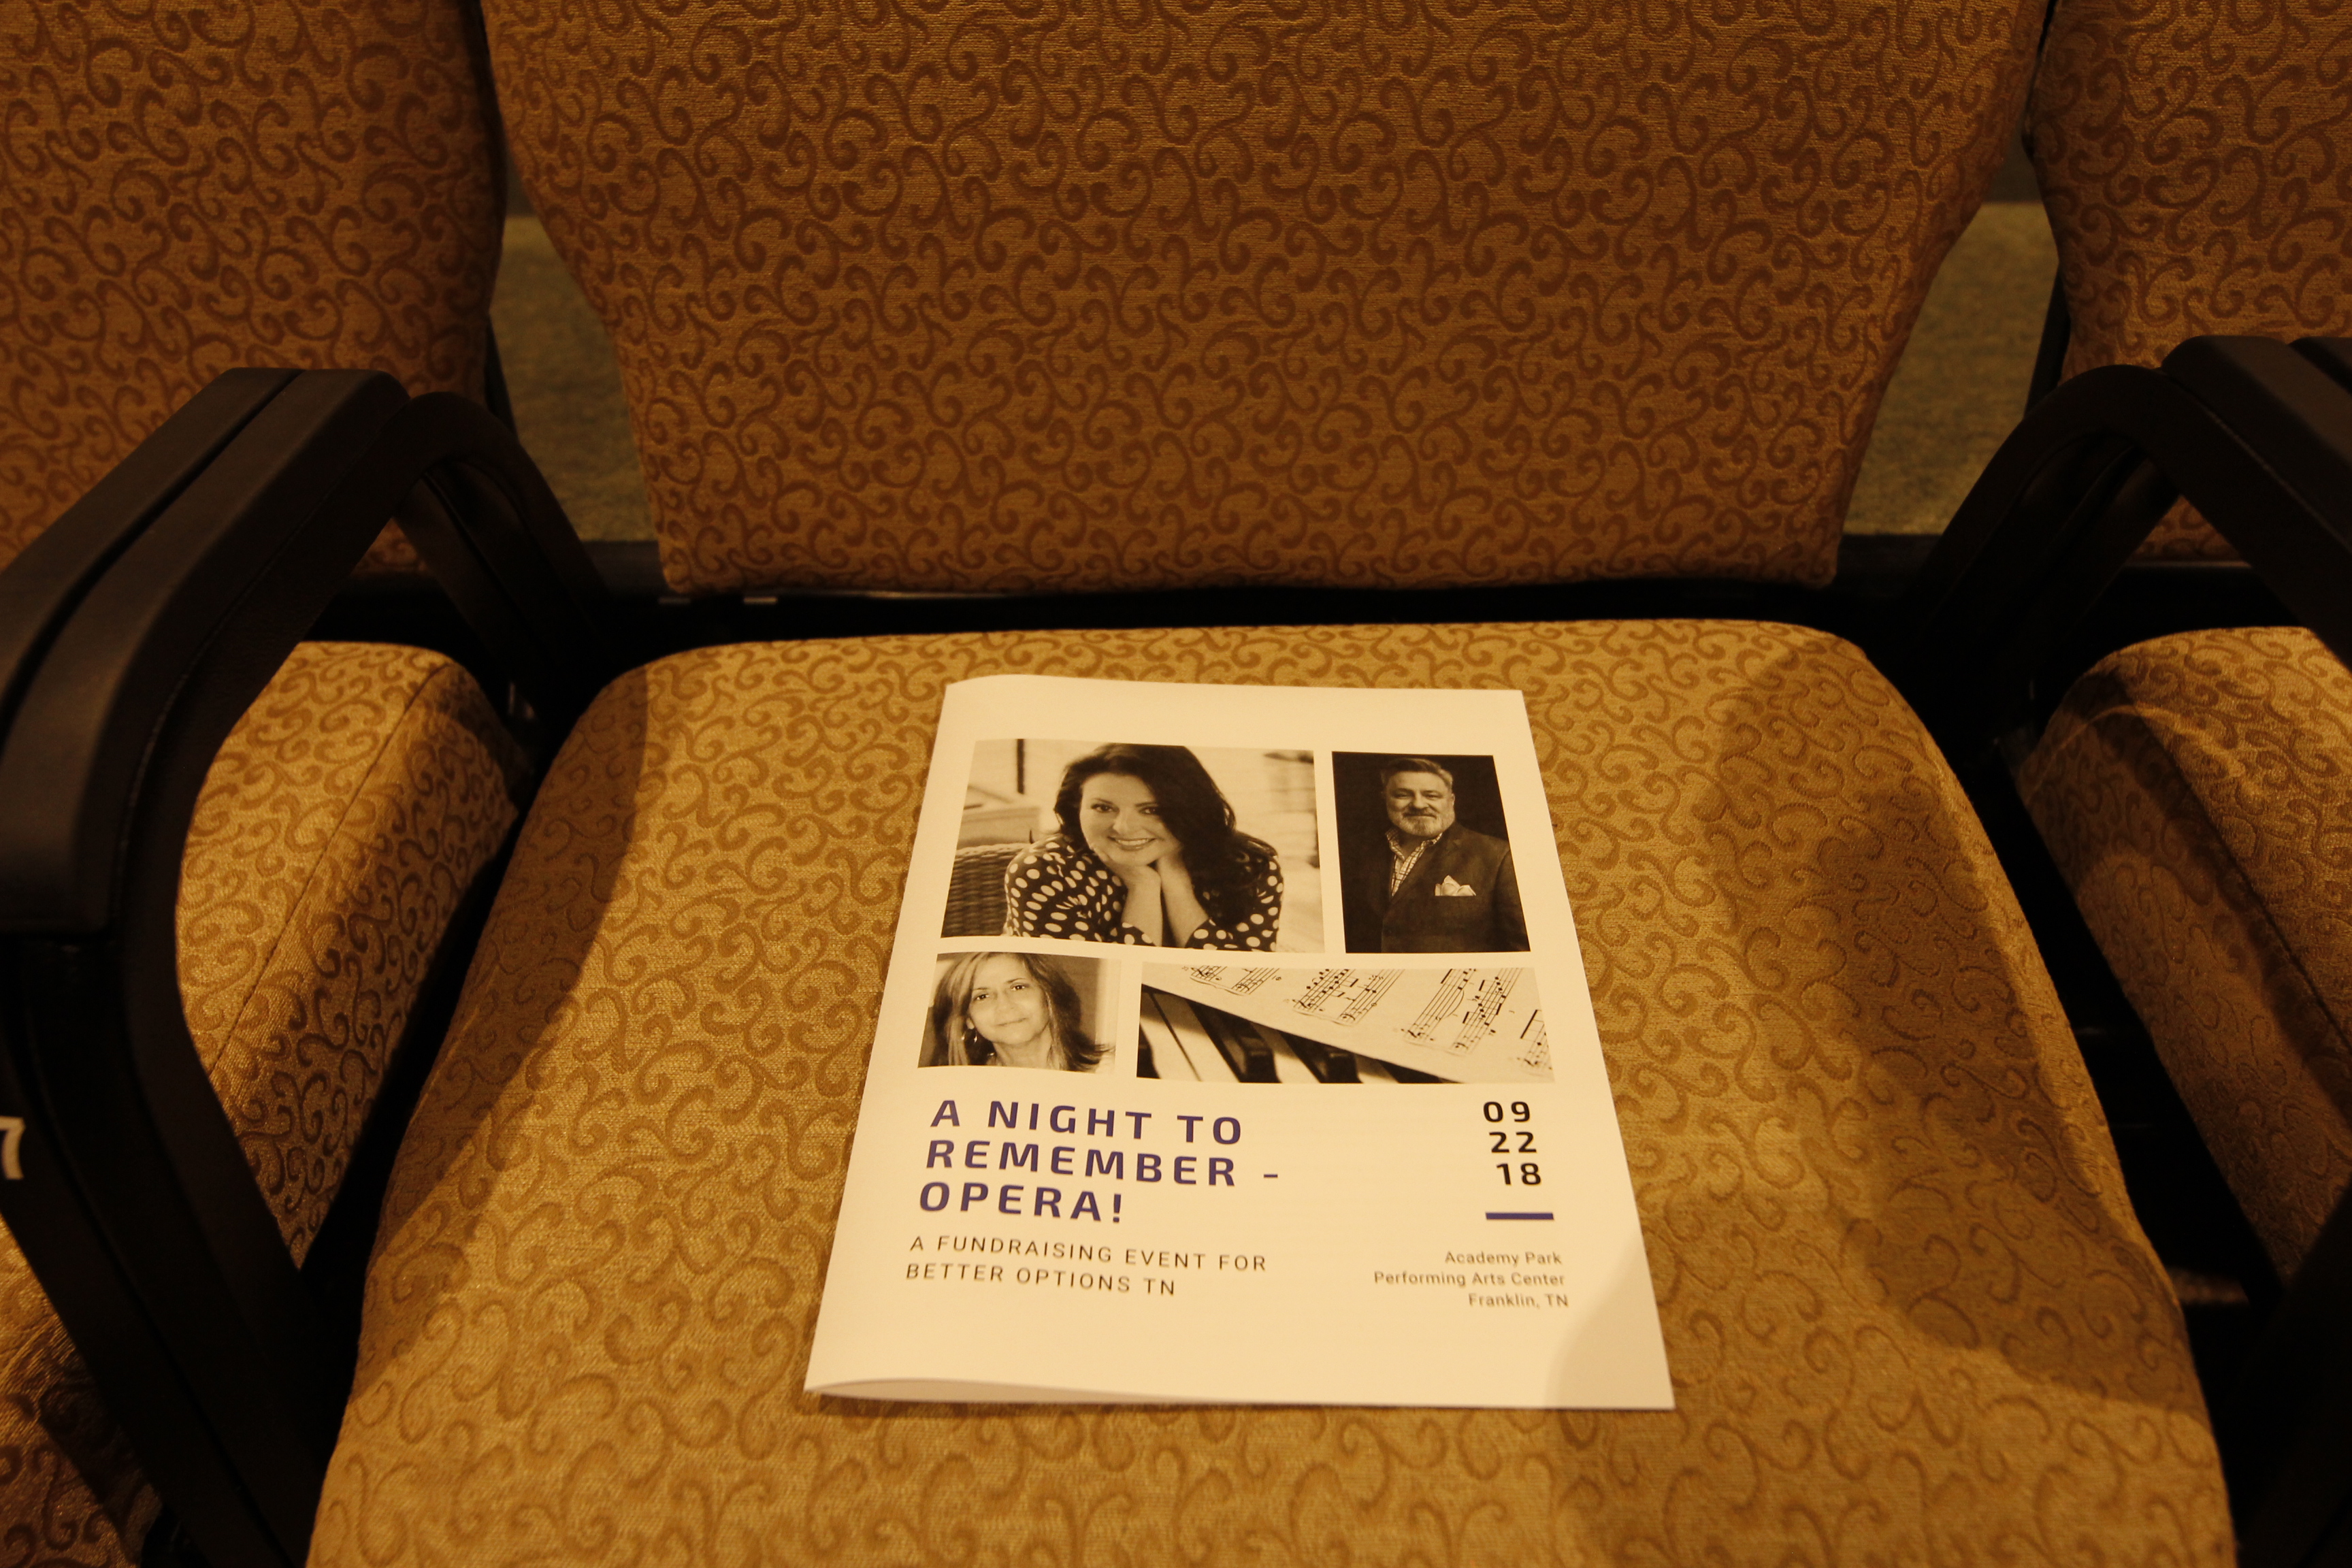 7
A NIGHT TO
REMEMBER -
OPERA!
A FUNDRAISING EVENT FOR
BETTER OPTIONS TN
09
22
18
Academy Park
Performing Arts Center
Franklin, TN